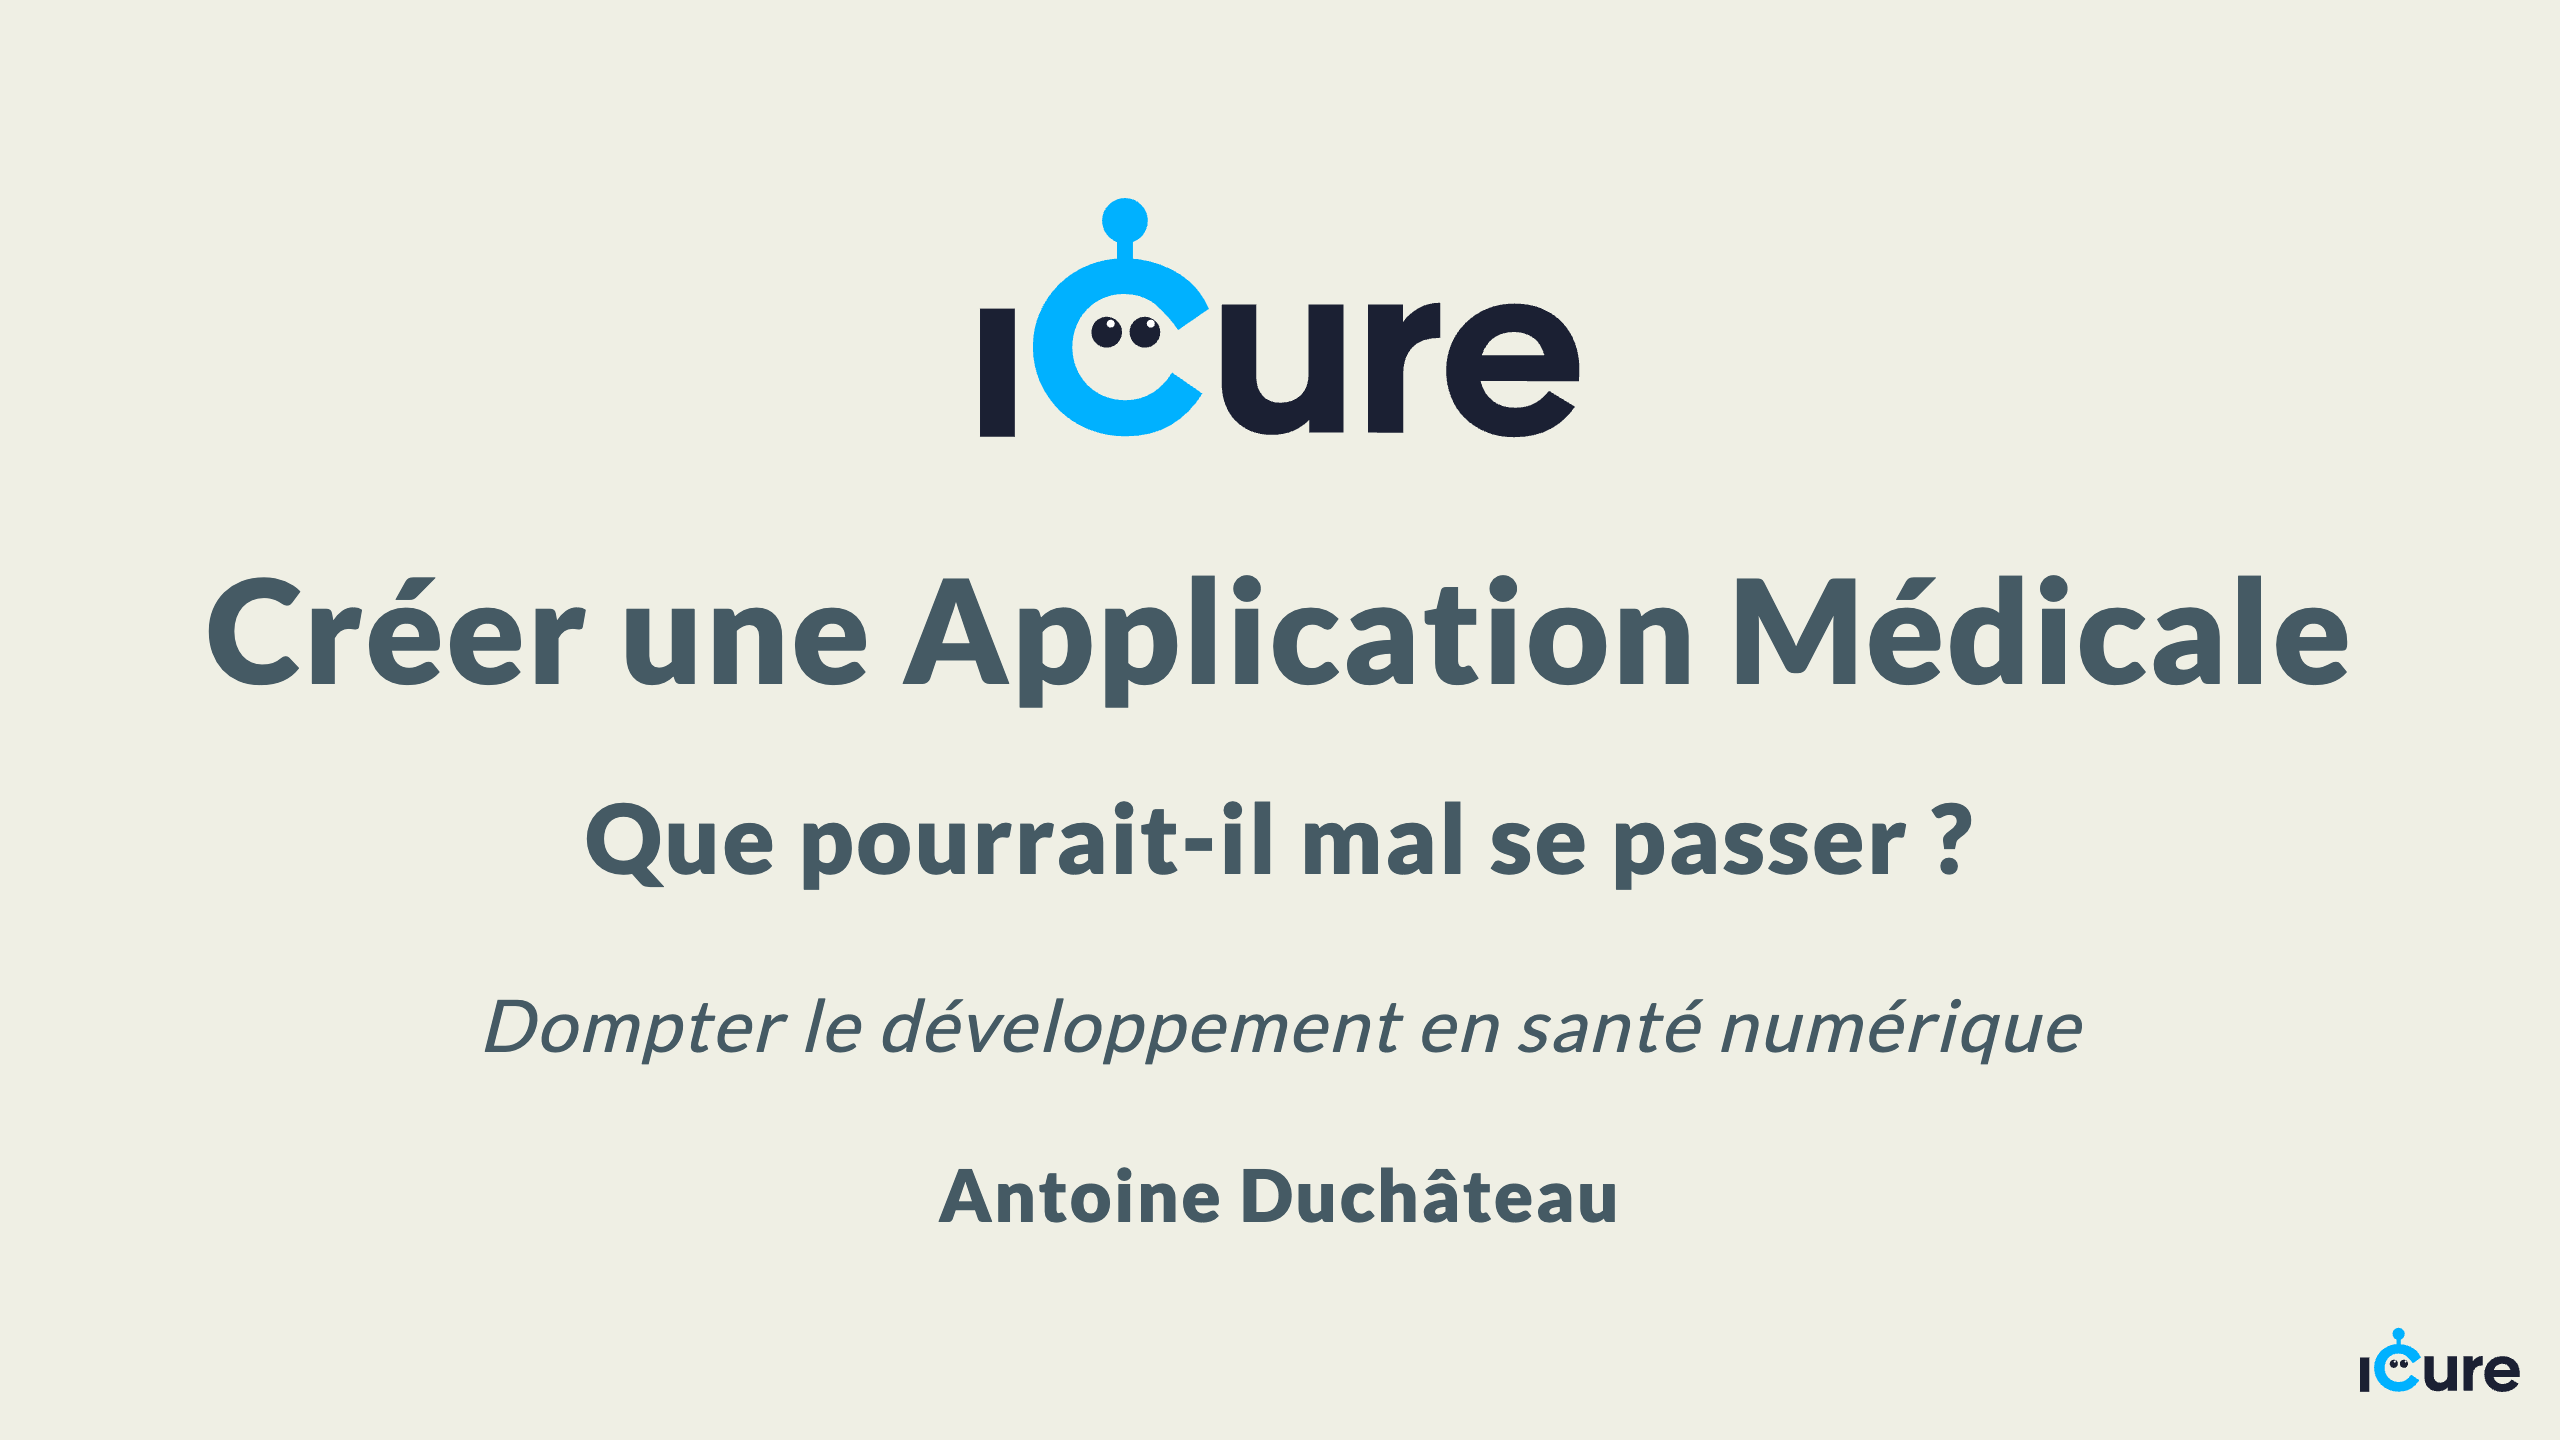 iCure
Créer une Application Médicale
Que pourrait-il mal se passer ?
Dompter le développement en santé numérique
Antoine Duchâteau
iCure